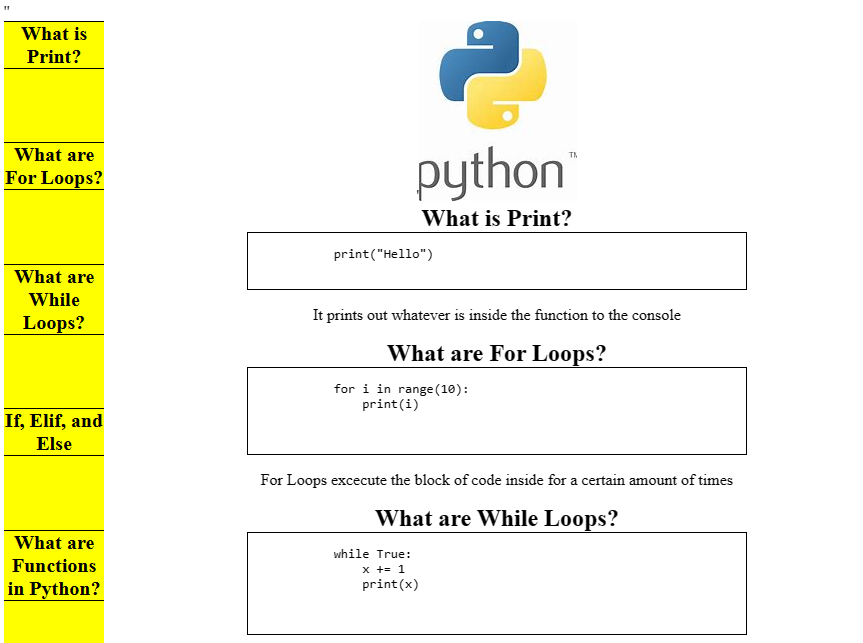 "
What is
Print?
What are
For Loops?
What are
While
Loops?
If, Elif, and
Else
What are
Functions
in Python?
python™
What is Print?
print("Hello")
It prints out whatever is inside the function to the console
What are For Loops?
for i in range(10):
    print(i)
For Loops excecute the block of code inside for a certain amount of times
What are While Loops?
while True:
    x += 1
    print(x)